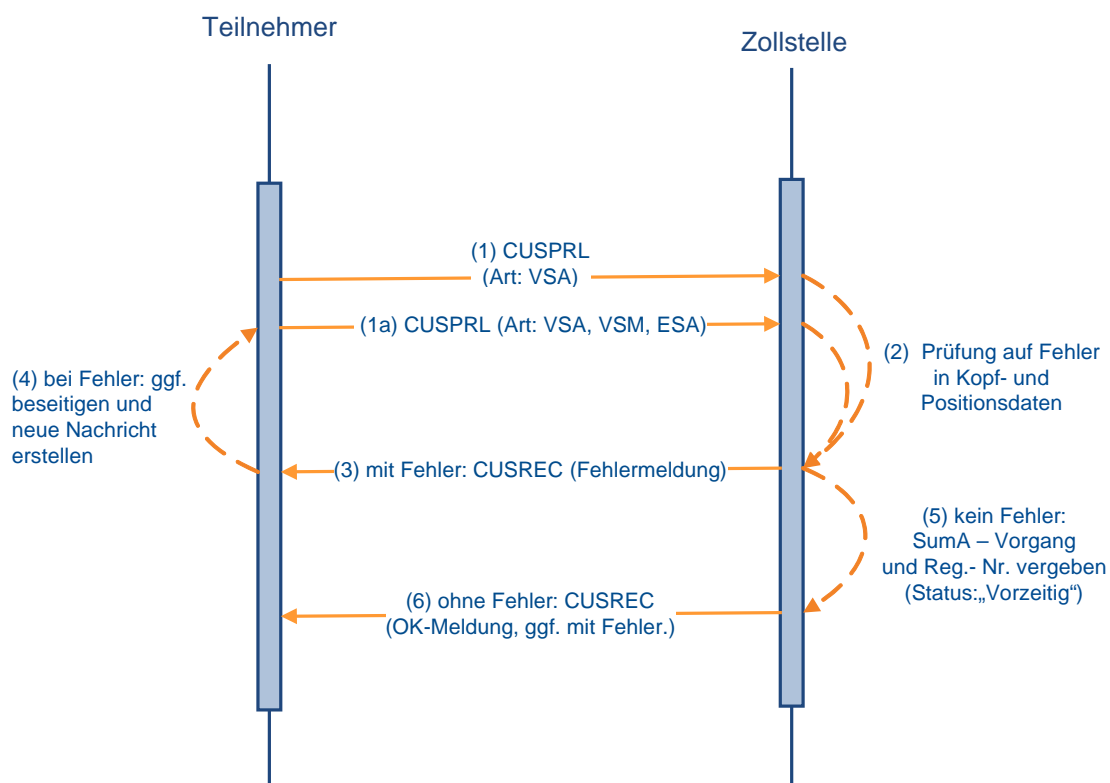 Teilnehmer
Zollstelle
(1) CUSPRL
(Art: VSA)
(1a) CUSPRL (Art: VSA, VSM, ESA)
(2) Prüfung auf Fehler
in Kopf- und
Positionsdaten
(4) bei Fehler: ggf.
beseitigen und
neue Nachricht
erstellen
(3) mit Fehler: CUSREC (Fehlermeldung)
(5) kein Fehler:
SumA – Vorgang
und Reg.- Nr. vergeben
(Status:„Vorzeitig“)
(6) ohne Fehler: CUSREC
(OK-Meldung, ggf. mit Fehler.)